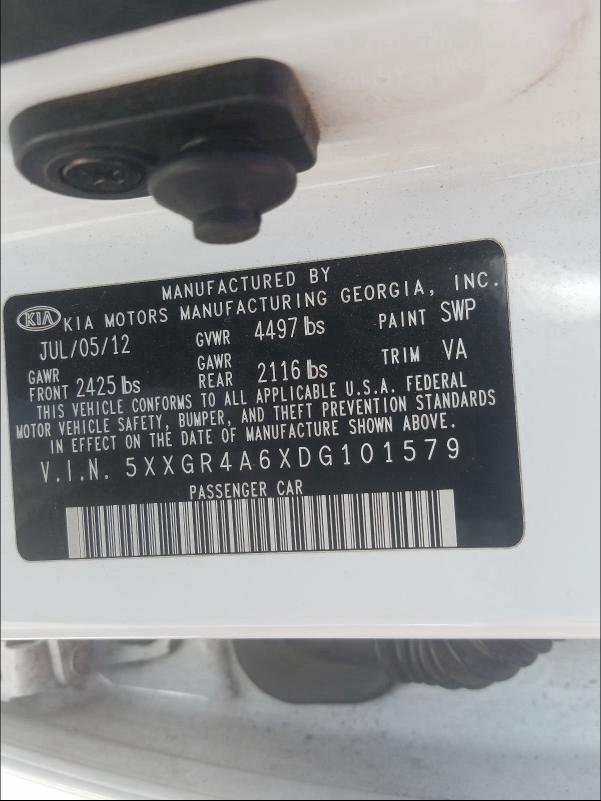 MANUFACTURED BY
KIA KIA MOTORS MANUFACTURING GEORGIA, INC.
JUL/05/12 GVWR 4497 lbs PAINT SWP
GAWR FRONT 2425 lbs GAWR REAR 2116 lbs TRIM VA
THIS VEHICLE CONFORMS TO ALL APPLICABLE U.S.A. FEDERAL
MOTOR VEHICLE SAFETY, BUMPER, AND THEFT PREVENTION STANDARDS
IN EFFECT ON THE DATE OF MANUFACTURE SHOWN ABOVE.
V.I.N. 5XXGR4A6XDG101579
PASSENGER CAR